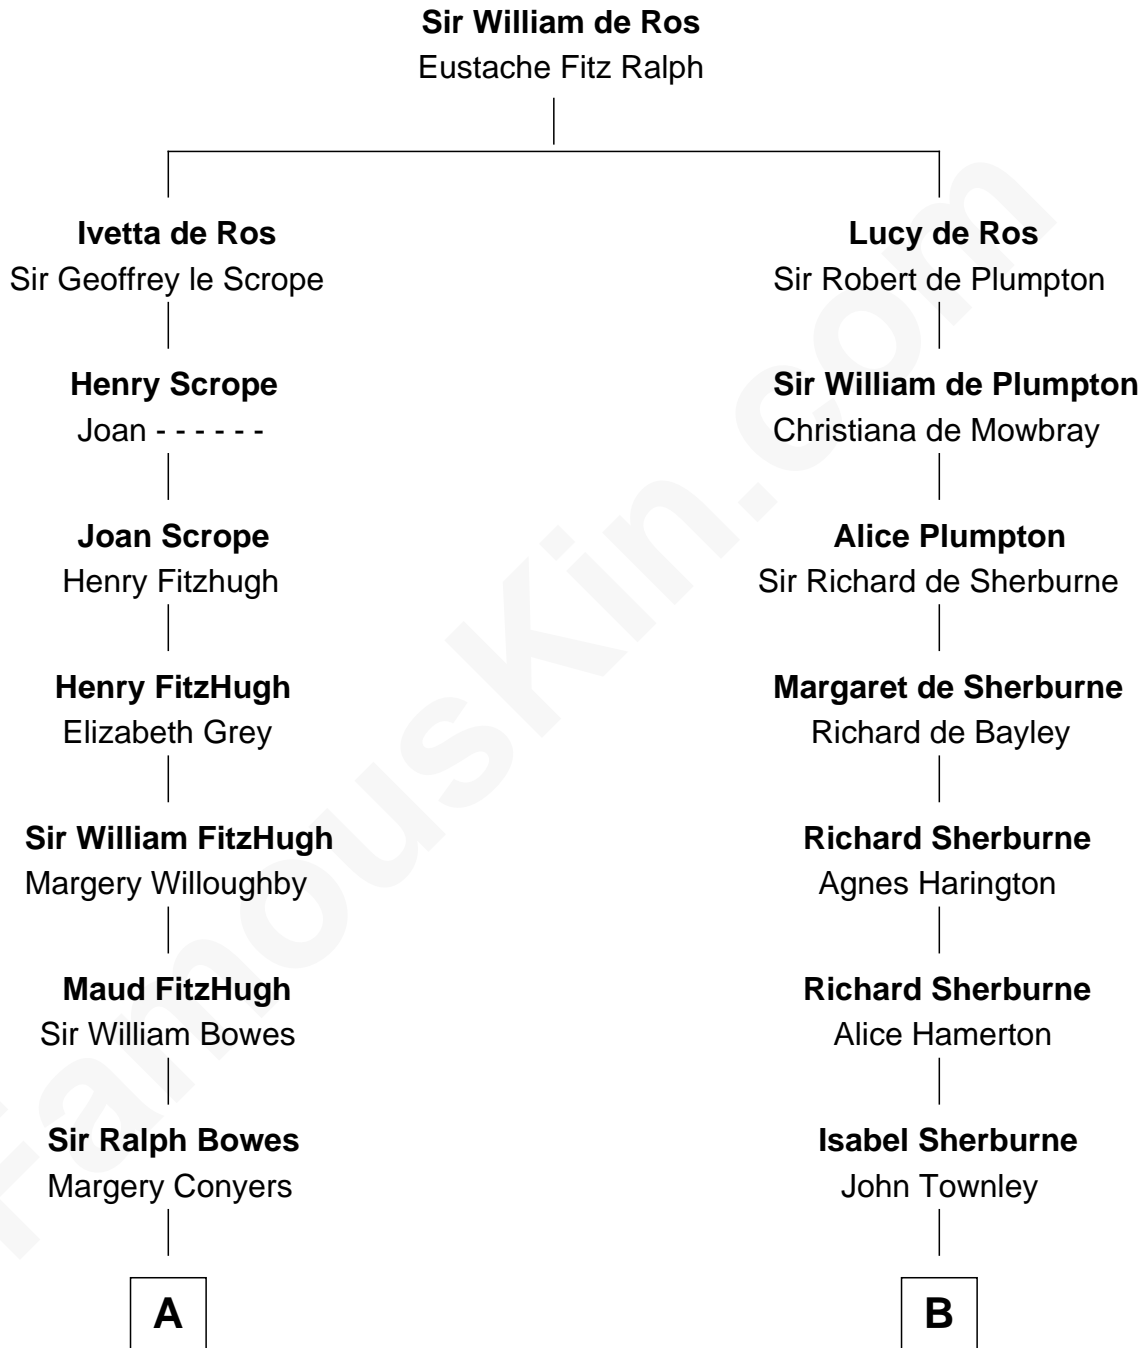 Sir William de Ros
Eustache Fitz Ralph
Ivetta de Ros
Sir Geoffrey le Scrope
Lucy de Ros
Sir Robert de Plumpton
Henry Scrope
Joan - - - - - -
Sir William de Plumpton
Christiana de Mowbray
Joan Scrope
Henry Fitzhugh
Alice Plumpton
Sir Richard de Sherburne
Henry FitzHugh
Elizabeth Grey
Margaret de Sherburne
Richard de Bayley
Sir William FitzHugh
Margery Willoughby
Richard Sherburne
Agnes Harington
Maud FitzHugh
Sir William Bowes
Richard Sherburne
Alice Hamerton
Sir Ralph Bowes
Margery Conyers
Isabel Sherburne
John Townley
A
B
FamousKin.com